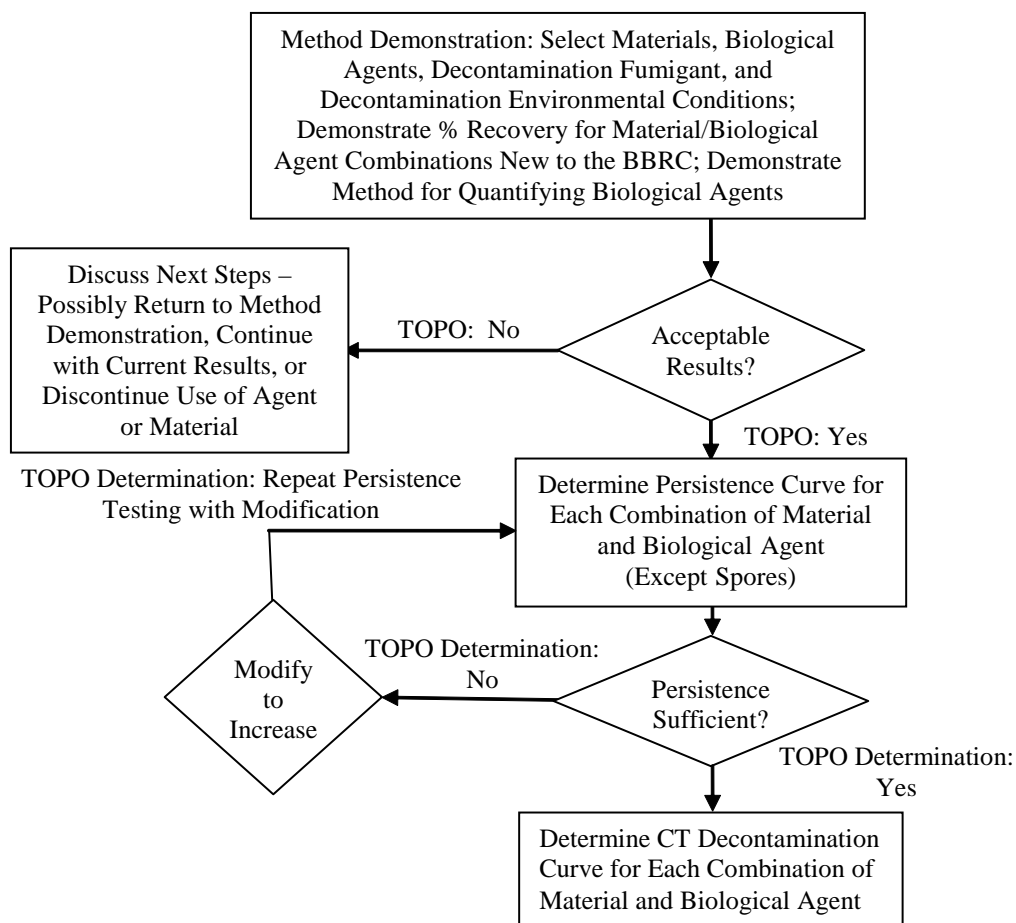 Method Demonstration: Select Materials, Biological
Agents, Decontamination Fumigant, and
Decontamination Environmental Conditions;
Demonstrate % Recovery for Material/Biological
Agent Combinations New to the BBRC; Demonstrate
Method for Quantifying Biological Agents
Discuss Next Steps –
Possibly Return to Method
Demonstration, Continue
with Current Results, or
Discontinue Use of Agent
or Material
TOPO:  No
Acceptable
Results?
TOPO: Yes
TOPO Determination: Repeat Persistence
Testing with Modification
Determine Persistence Curve for
Each Combination of Material
and Biological Agent
(Except Spores)
Modify
to
Increase
TOPO Determination:
No
Persistence
Sufficient?
TOPO Determination:
Yes
Determine CT Decontamination
Curve for Each Combination of
Material and Biological Agent